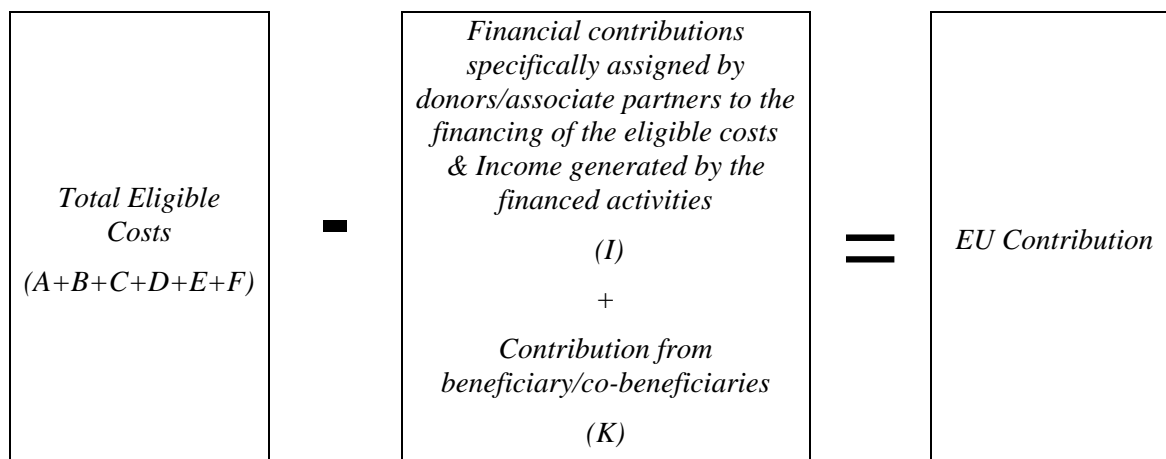 Total Eligible
Costs
(A+B+C+D+E+F)
-
Financial contributions
specifically assigned by
donors/associate partners to the
financing of the eligible costs
& Income generated by the
financed activities
(I)
+
Contribution from
beneficiary/co-beneficiaries
(K)
=
EU Contribution